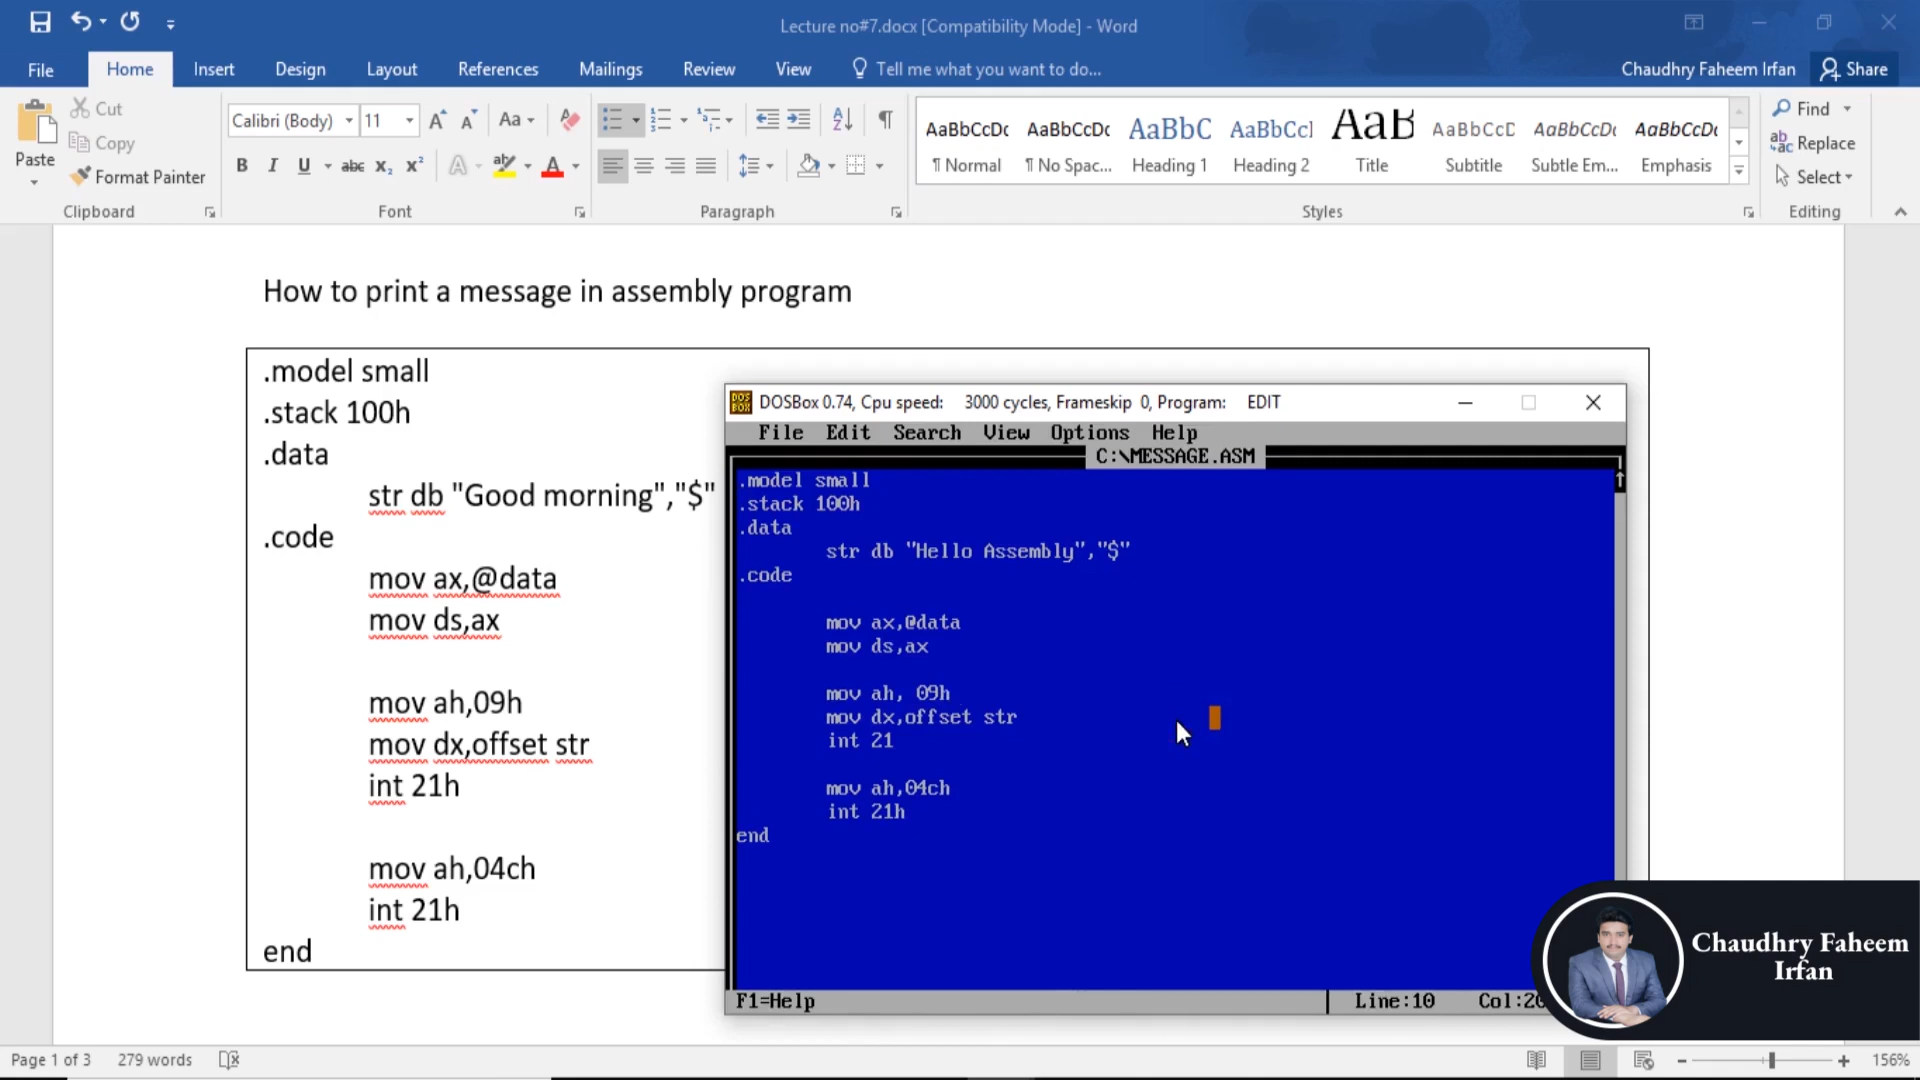 Lecture no#7.docx [Compatibility Mode] - Word
File Home Insert Design Layout References Mailings Review View Tell me what you want to do... Chaudhry Faheem Irfan Share
Paste
Cut
Copy
Format Painter
Clipboard
Calibri (Body) 11
Font
Paragraph
AaBbCcDc AaBbCcDc AaBbC AaBbCcI AaB AaBbCcD AaBbCcDc AaBbCcDc
¶ Normal ¶ No Spac... Heading 1 Heading 2 Title Subtitle Subtle Em... Emphasis
Styles
Find
Replace
Select
Editing
How to print a message in assembly program
.model small
.stack 100h
.data
str db "Good morning","$"
.code
mov ax,@data
mov ds,ax
mov ah,09h
mov dx,offset str
int 21h
mov ah,04ch
int 21h
end
DOSBox 0.74, Cpu speed: 3000 cycles, Frameskip 0, Program: EDIT
File Edit Search View Options Help
C:\MESSAGE.ASM
.model small
.stack 100h
.data
str db "Hello Assembly","$"
.code
mov ax,@data
mov ds,ax
mov ah, 09h
mov dx,offset str
int 21
mov ah,04ch
int 21h
end
F1=Help Line:10
Chaudhry Faheem
Irfan
Page 1 of 3 279 words 156%